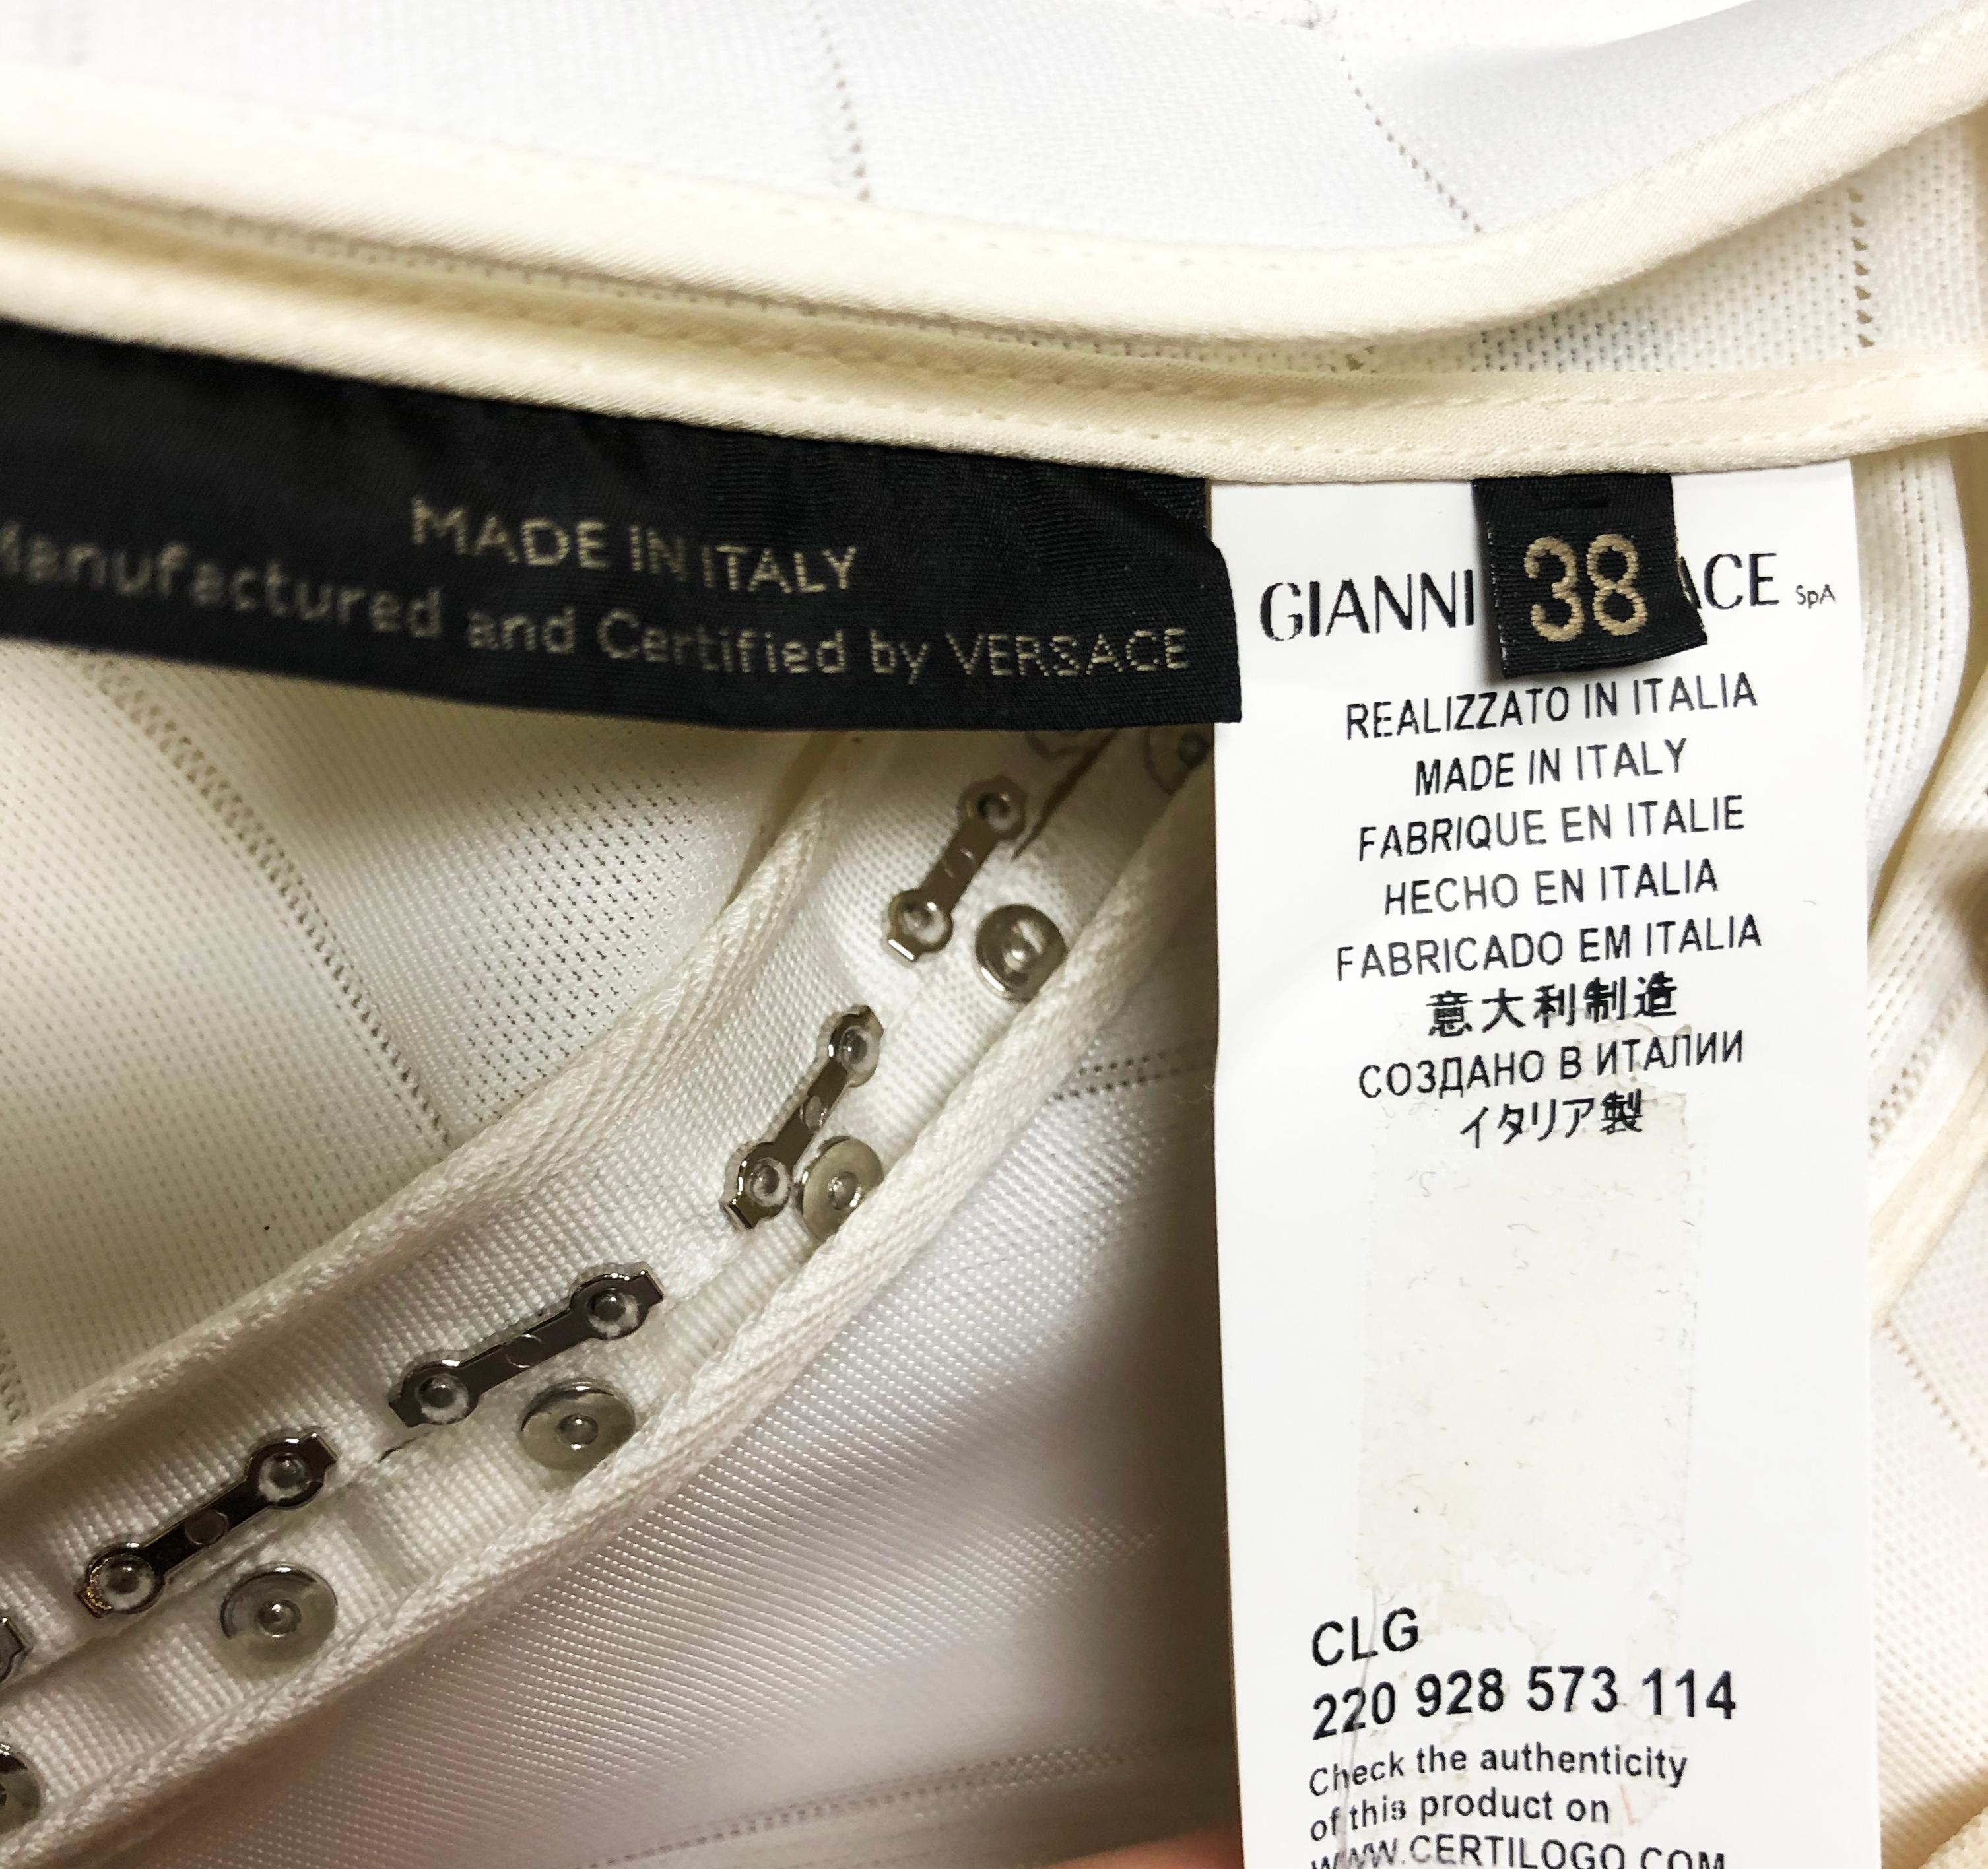 MADE IN ITALY
Manufactured and Certified by VERSACE
38
GIANNI ACE SpA
REALIZZATO IN ITALIA
MADE IN ITALY
FABRIQUE EN ITALIE
HECHO EN ITALIA
FABRICADO EM ITALIA
意大利制造
СОЗДАНО В ИТАЛИИ
イタリア製
CLG
220 928 573 114
Check the authenticity
of this product on
WWW.CERTILOGO.COM